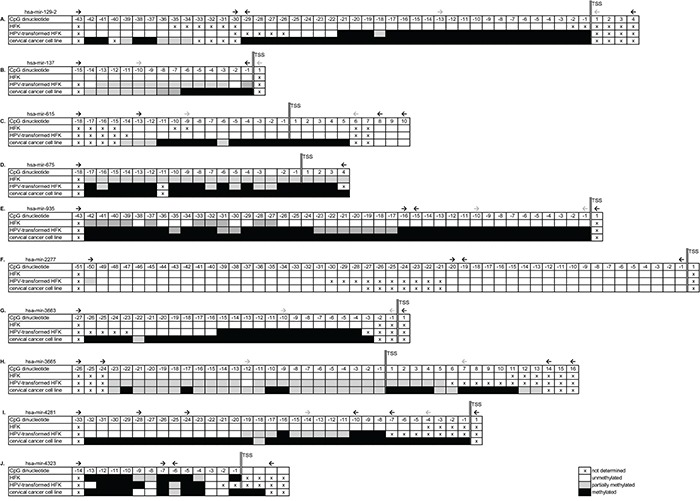 hsa-mir-129-2
TSS
A. CpG dinucleotide -43 -42 -41 -40 -39 -38 -37 -36 -35 -34 -33 -32 -31 -30 -29 -28 -27 -26 -25 -24 -23 -22 -21 -20 -19 -18 -17 -16 -15 -14 -13 -12 -11 -10 -9 -8 -7 -6 -5 -4 -3 -2 -1 1 2 3 4
HFK
HPV-transformed HFK
cervical cancer cell line
hsa-mir-137
TSS
B. CpG dinucleotide -15 -14 -13 -12 -11 -10 -9 -8 -7 -6 -5 -4 -3 -2 -1 1
HFK
HPV-transformed HFK
cervical cancer cell line
hsa-mir-615
TSS
C. CpG dinucleotide -18 -17 -16 -15 -14 -13 -12 -11 -10 -9 -8 -7 -6 -5 -4 -3 -2 -1 1 2 3 4 5 6 7 8 9 10
HFK
HPV-transformed HFK
cervical cancer cell line
hsa-mir-675
TSS
D. CpG dinucleotide -18 -17 -16 -15 -14 -13 -12 -11 -10 -9 -8 -7 -6 -5 -4 -3 -2 -1 1 2 3 4
HFK
HPV-transformed HFK
cervical cancer cell line
hsa-mir-935
TSS
E. CpG dinucleotide -43 -42 -41 -40 -39 -38 -37 -36 -35 -34 -33 -32 -31 -30 -29 -28 -27 -26 -25 -24 -23 -22 -21 -20 -19 -18 -17 -16 -15 -14 -13 -12 -11 -10 -9 -8 -7 -6 -5 -4 -3 -2 -1 1
HFK
HPV-transformed HFK
cervical cancer cell line
hsa-mir-2277
TSS
F. CpG dinucleotide -51 -50 -49 -48 -47 -46 -45 -44 -43 -42 -41 -40 -39 -38 -37 -36 -35 -34 -33 -32 -31 -30 -29 -28 -27 -26 -25 -24 -23 -22 -21 -20 -19 -18 -17 -16 -15 -14 -13 -12 -11 -10 -9 -8 -7 -6 -5 -4 -3 -2 -1 1
HFK
HPV-transformed HFK
cervical cancer cell line
hsa-mir3663
TSS
G. CpG dinucleotide -27 -26 -25 -24 -23 -22 -21 -20 -19 -18 -17 -16 -15 -14 -13 -12 -11 -10 -9 -8 -7 -6 -5 -4 -3 -2 -1 1
HFK
HPV-transformed HFK
cervical cancer cell line
hsa-mir-3665
TSS
H. CpG dinucleotide -26 -25 -24 -23 -22 -21 -20 -19 -18 -17 -16 -15 -14 -13 -12 -11 -10 -9 -8 -7 -6 -5 -4 -3 -2 -1 1 2 3 4 5 6 7 8 9 10 11 12 13 14 15 16
HFK
HPV-transformed HFK
cervical cancer cell line
hsa-mir-4281
TSS
I. CpG dinucleotide -33 -32 -31 -30 -29 -28 -27 -26 -25 -24 -23 -22 -21 -20 -19 -18 -17 -16 -15 -14 -13 -12 -11 -10 -9 -8 -7 -6 -5 -4 -3 -2 -1 1
HFK
HPV-transformed HFK
cervical cancer cell line
hsa-mir4323
TSS
J. CpG dinucleotide -14 -13 -12 -11 -10 -9 -8 -7 -6 -5 -4 -3 -2 -1
HFK
HPV-transformed HFK
cervical cancer cell line
x not determined
unmethylated
partially methylated
methylated